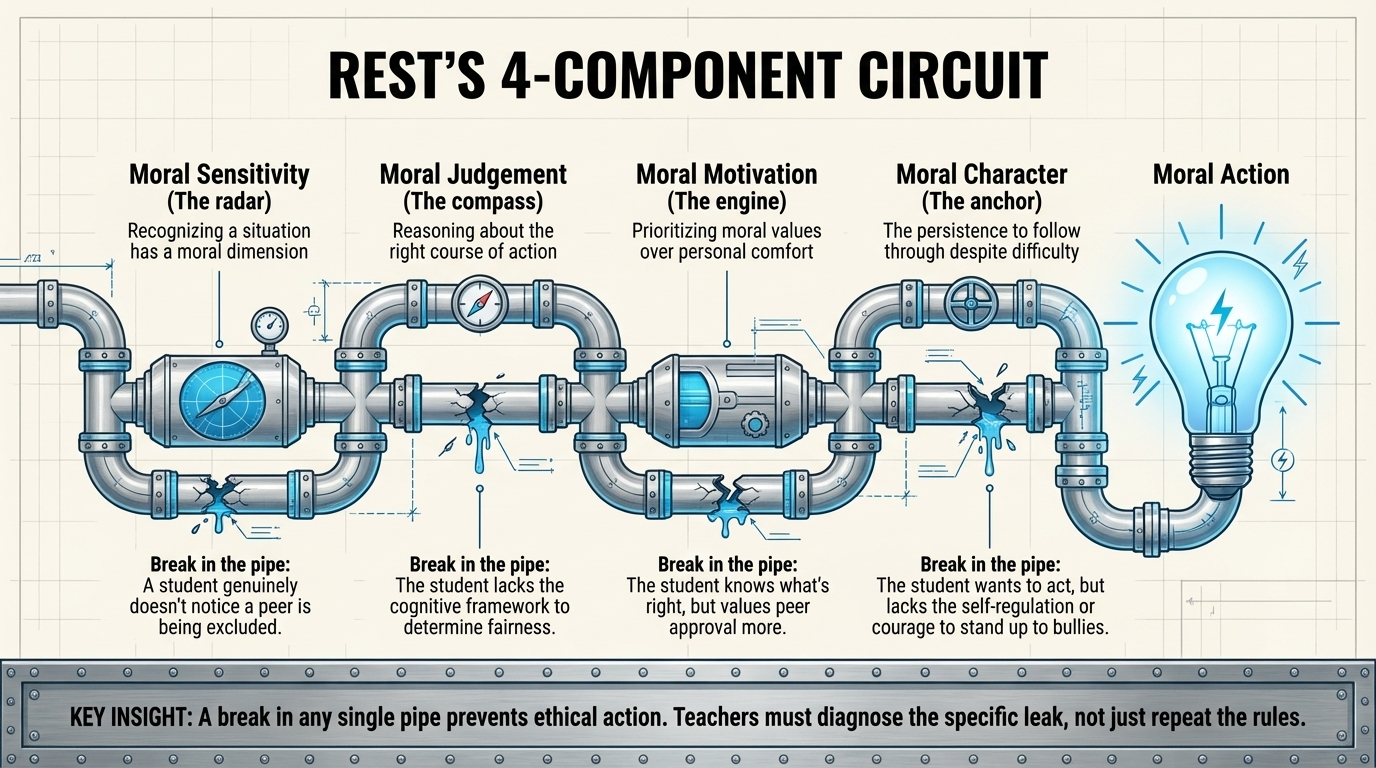 REST'S 4-COMPONENT CIRCUIT
Moral Sensitivity
(The radar)
Recognizing a situation
has a moral dimension
Moral Judgement
(The compass)
Reasoning about the
right course of action
Moral Motivation
(The engine)
Prioritizing moral values
over personal comfort
Moral Character
(The anchor)
The persistence to follow
through despite difficulty
Moral Action
Break in the pipe:
A student genuinely
doesn't notice a peer is
being excluded.
Break in the pipe:
The student lacks the
cognitive framework to
determine fairness.
Break in the pipe:
The student knows what's
right, but values peer
approval more.
Break in the pipe:
The student wants to act, but
lacks the self-regulation or
courage to stand up to bullies.
KEY INSIGHT: A break in any single pipe prevents ethical action. Teachers must diagnose the specific leak, not just repeat the rules.